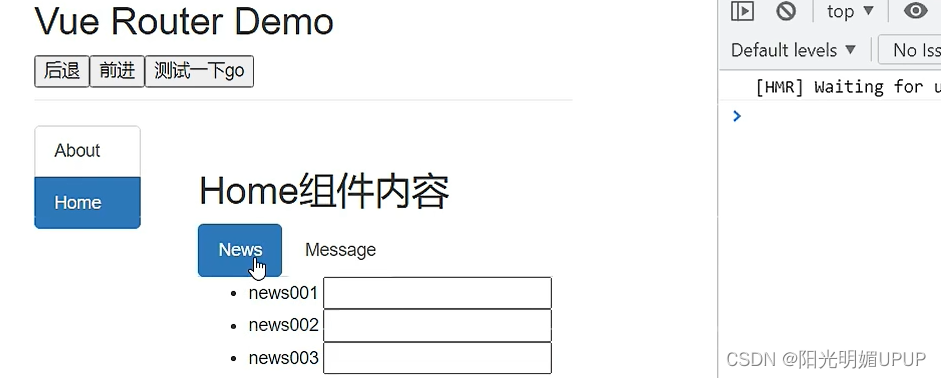 Vue Router Demo
后退 前进 测试一下go
About
Home
Home组件内容
News Message
news001
news002
news003
top
Default levels No Iss
[HMR] Waiting for u
CSDN @阳光明媚UPUP